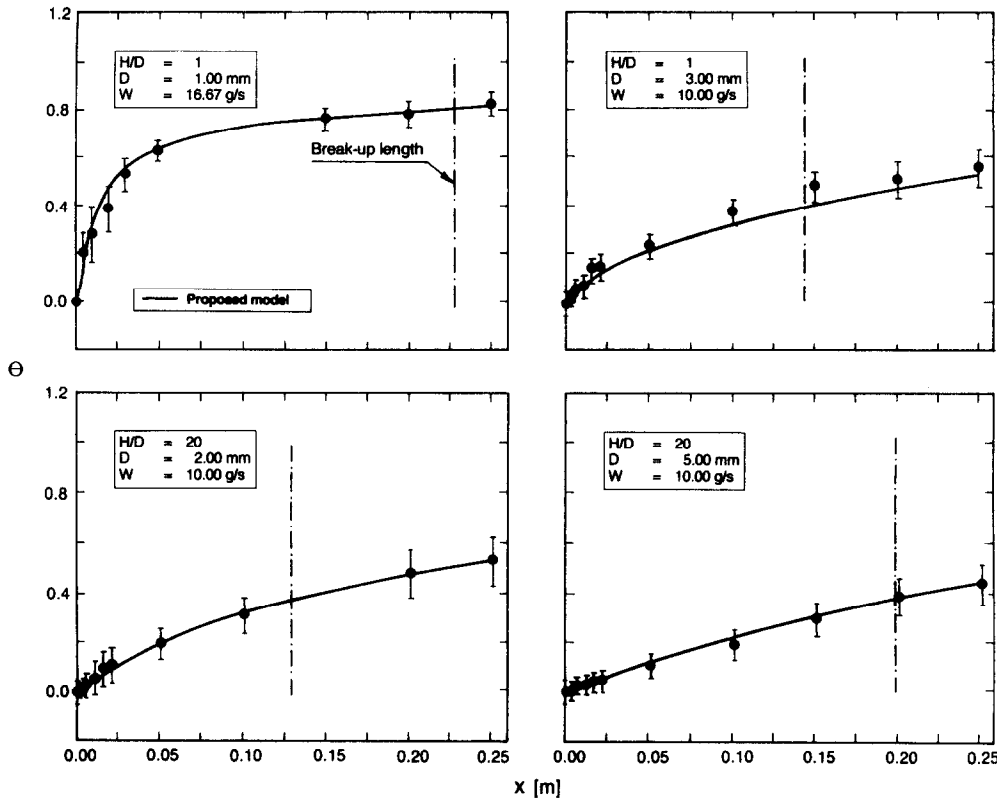 1.2
0.8
0.4
0.0
H/D = 1
D = 1.00 mm
W = 16.67 g/s
Break-up length
Proposed model
H/D = 1
D = 3.00 mm
W = 10.00 g/s
Θ
1.2
0.8
0.4
0.0
H/D = 20
D = 2.00 mm
W = 10.00 g/s
H/D = 20
D = 5.00 mm
W = 10.00 g/s
0.00 0.05 0.10 0.15 0.20 0.25
0.00 0.05 0.10 0.15 0.20 0.25
X [m]